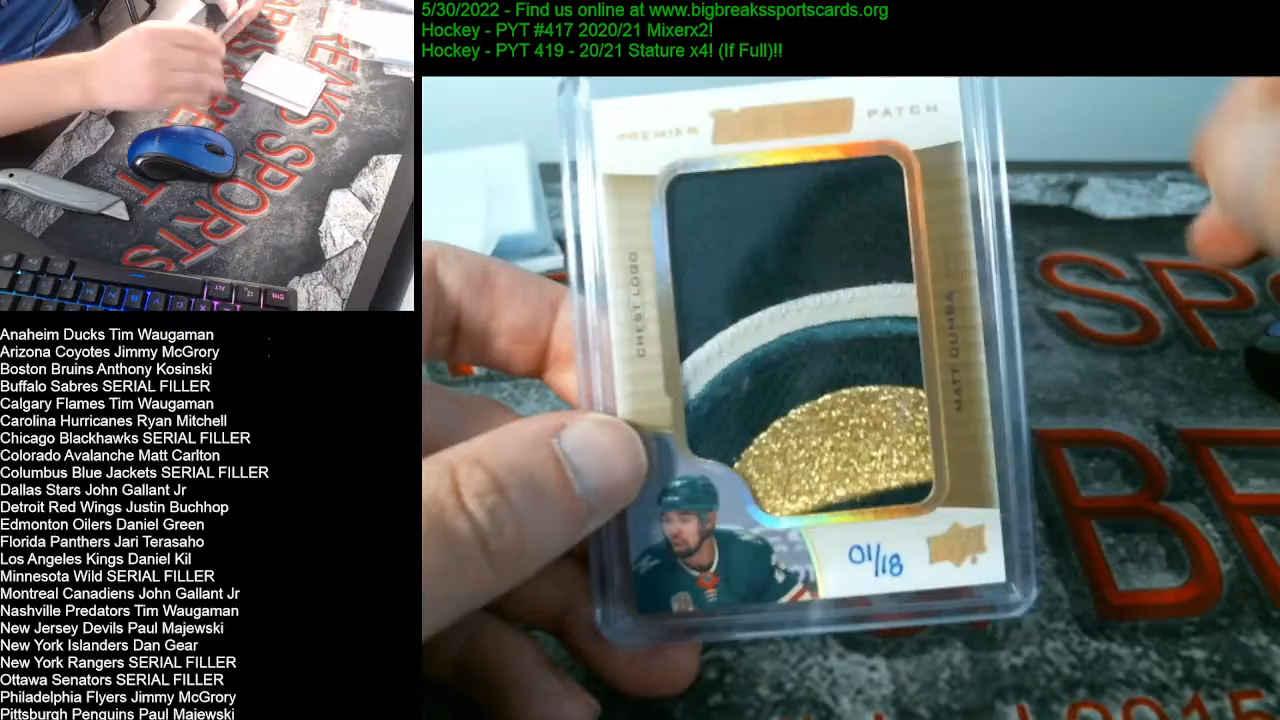 5/30/2022 - Find us online at www.bigbreakssportscards.org
Hockey - PYT #417 2020/21 Mixerx2!
Hockey - PYT 419 - 20/21 Stature x4! (If Full)!!
PREMIER
PATCH
CHEST LOGO
MATT DUMBA
01/18
SPORTS
Anaheim Ducks Tim Waugaman
Arizona Coyotes Jimmy McGrory
Boston Bruins Anthony Kosinski
Buffalo Sabres SERIAL FILLER
Calgary Flames Tim Waugaman
Carolina Hurricanes Ryan Mitchell
Chicago Blackhawks SERIAL FILLER
Colorado Avalanche Matt Carlton
Columbus Blue Jackets SERIAL FILLER
Dallas Stars John Gallant Jr
Detroit Red Wings Justin Buchhop
Edmonton Oilers Daniel Green
Florida Panthers Jari Terasaho
Los Angeles Kings Daniel Kil
Minnesota Wild SERIAL FILLER
Montreal Canadiens John Gallant Jr
Nashville Predators Tim Waugaman
New Jersey Devils Paul Majewski
New York Islanders Dan Gear
New York Rangers SERIAL FILLER
Ottawa Senators SERIAL FILLER
Philadelphia Flyers Jimmy McGrory
Pittsburgh Penguins Paul Majewski